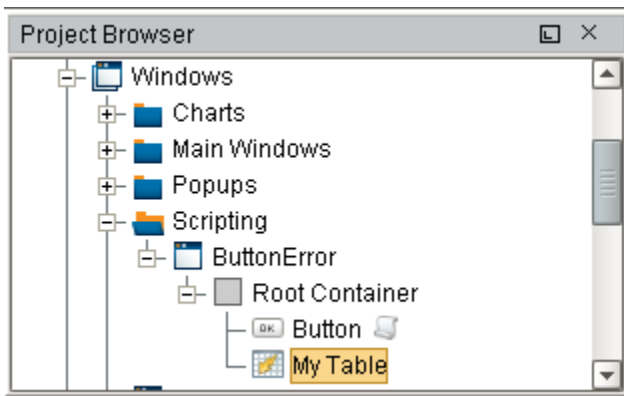 Project Browser
Windows
Charts
Main Windows
Popups
Scripting
ButtonError
Root Container
OK Button
My Table